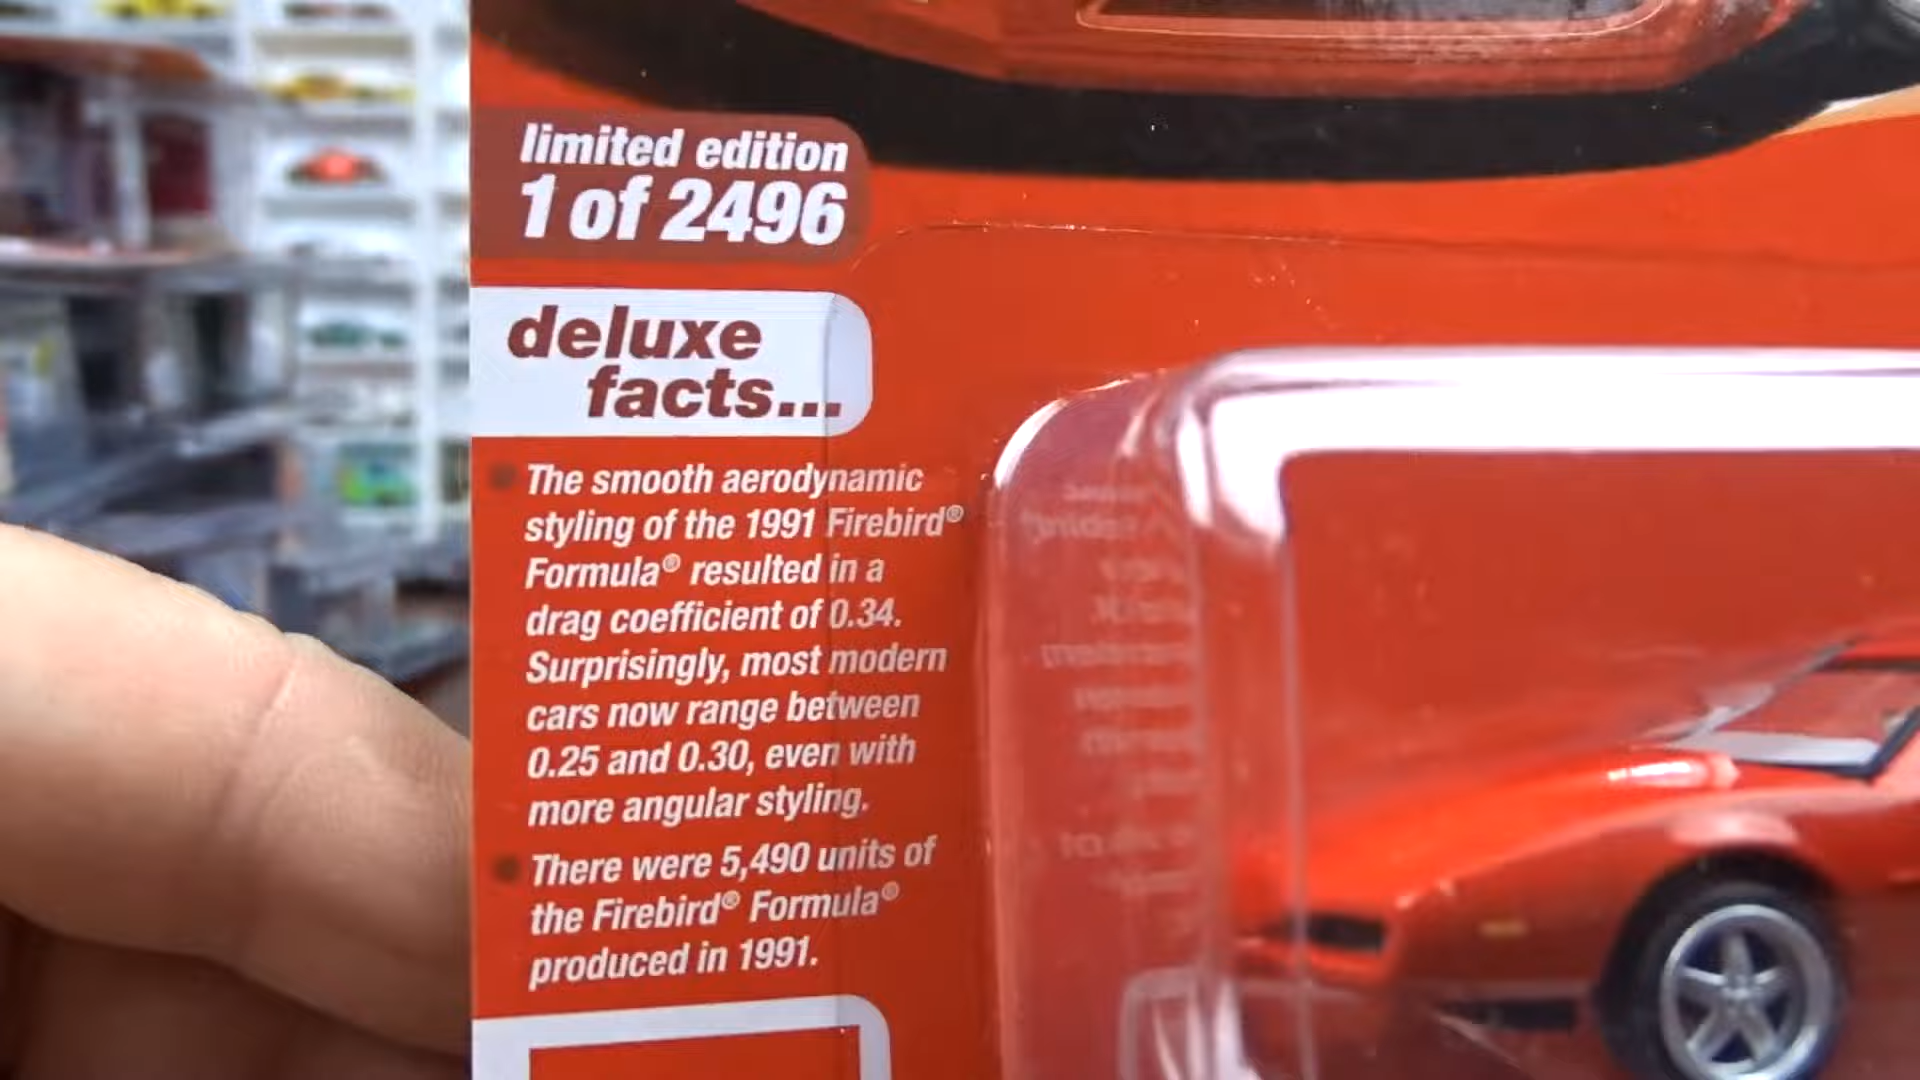 limited edition
1 of 2496
deluxe
facts...
The smooth aerodynamic
styling of the 1991 Firebird®
Formula® resulted in a
drag coefficient of 0.34.
Surprisingly, most modern
cars now range between
0.25 and 0.30, even with
more angular styling.
There were 5,490 units of
the Firebird® Formula®
produced in 1991.